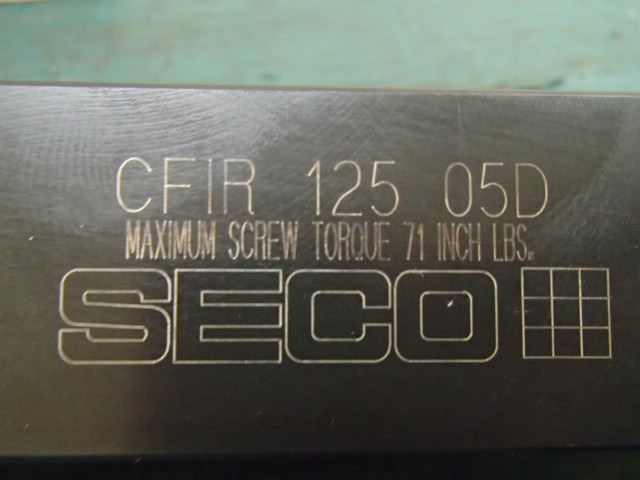 CFIR 125 05D
MAXIMUM SCREW TORQUE 71 INCH LBS.
SECO